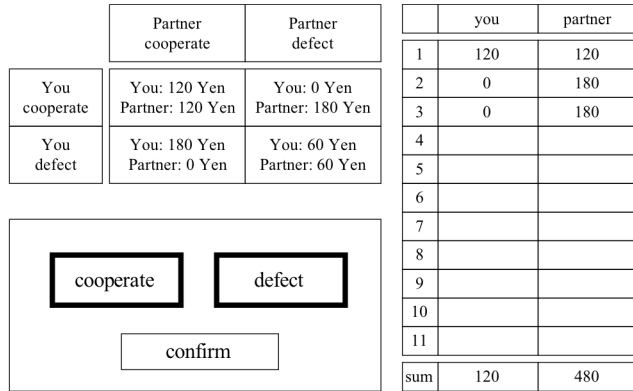 Partner
cooperate
Partner
defect
You
cooperate
You: 120 Yen
Partner: 120 Yen
You: 0 Yen
Partner: 180 Yen
You
defect
You: 180 Yen
Partner: 0 Yen
You: 60 Yen
Partner: 60 Yen
cooperate
defect
confirm
you partner
1 120 120
2 0 180
3 0 180
4
5
6
7
8
9
10
11
sum 120 480